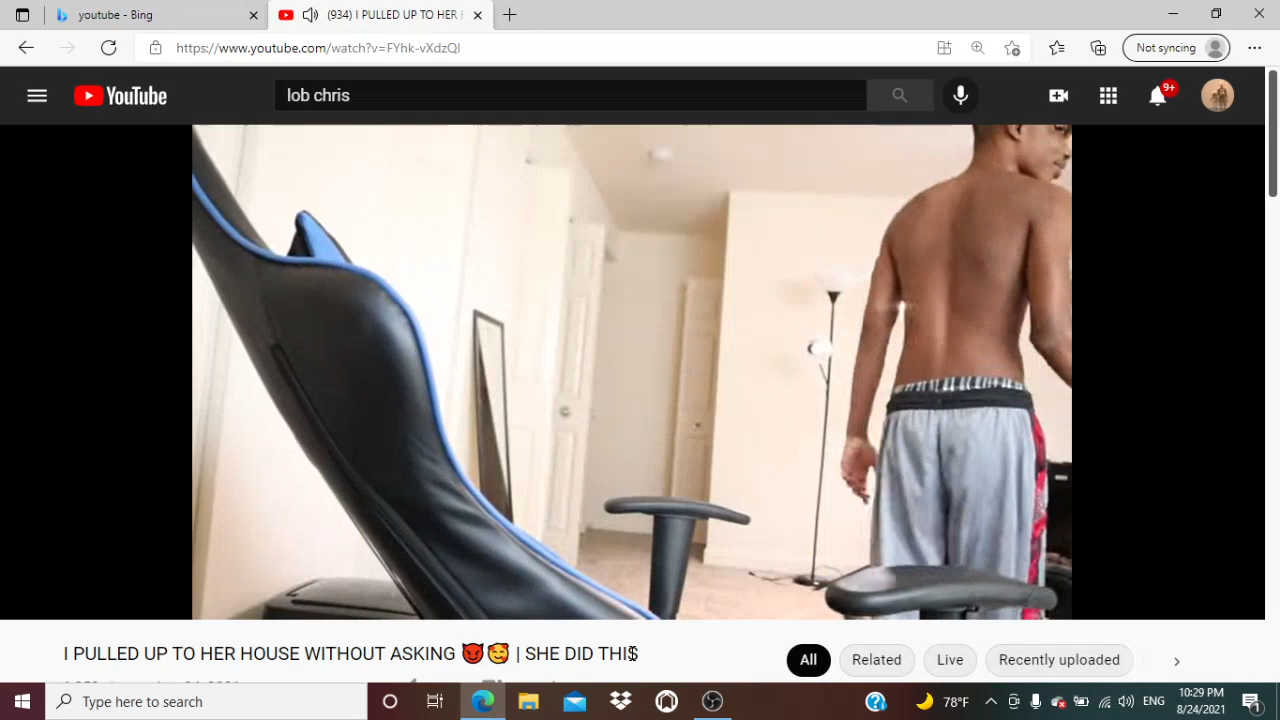 youtube - Bing
(934) I PULLED UP TO HER H
https://www.youtube.com/watch?v=FYhk-vXdzQI
Not syncing
YouTube
lob chris
9+
I PULLED UP TO HER HOUSE WITHOUT ASKING 😈🥰 | SHE DID THI$
All
Related
Live
Recently uploaded
Type here to search
78°F
ENG
10:29 PM
8/24/2021
1